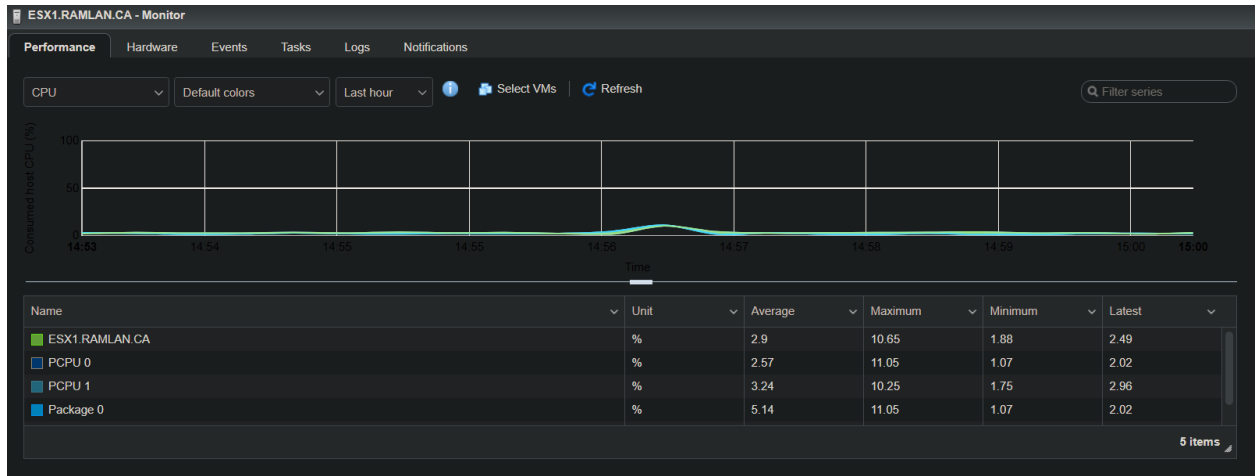 ESX1.RAMLAN.CA - Monitor
Performance Hardware Events Tasks Logs Notifications
CPU Default colors Last hour Select VMs Refresh Filter series
Consumed host CPU (%)
100
50
0
14:53 14:54 14:55 14:55 14:56 14:57 14:58 14:59 15:00 15:00
Time
Name Unit Average Maximum Minimum Latest
ESX1.RAMLAN.CA % 2.9 10.65 1.88 2.49
PCPU 0 % 2.57 11.05 1.07 2.02
PCPU 1 % 3.24 10.25 1.75 2.96
Package 0 % 5.14 11.05 1.07 2.02
5 items